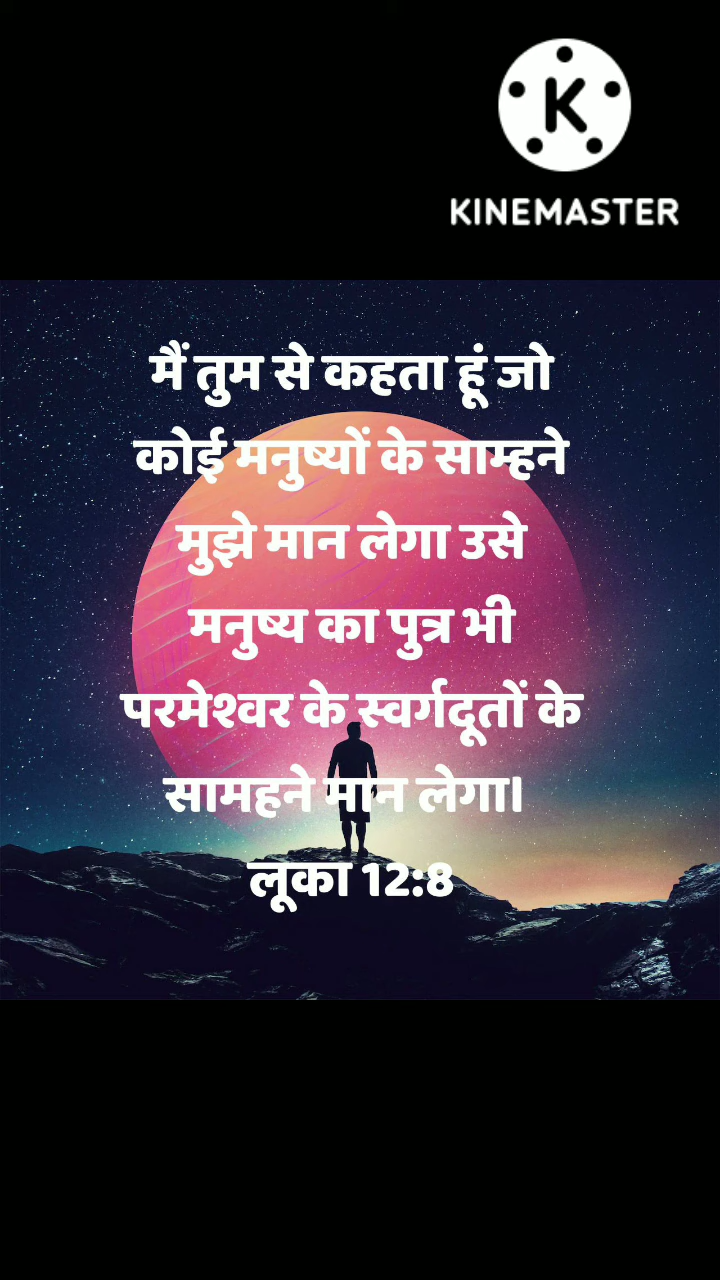 KINEMASTER
मैं तुम से कहता हूं जो
कोई मनुष्यों के साम्हने
मुझे मान लेगा उसे
मनुष्य का पुत्र भी
परमेश्वर के स्वर्गदूतों के
सामहने मान लेगा।
लूका 12:8